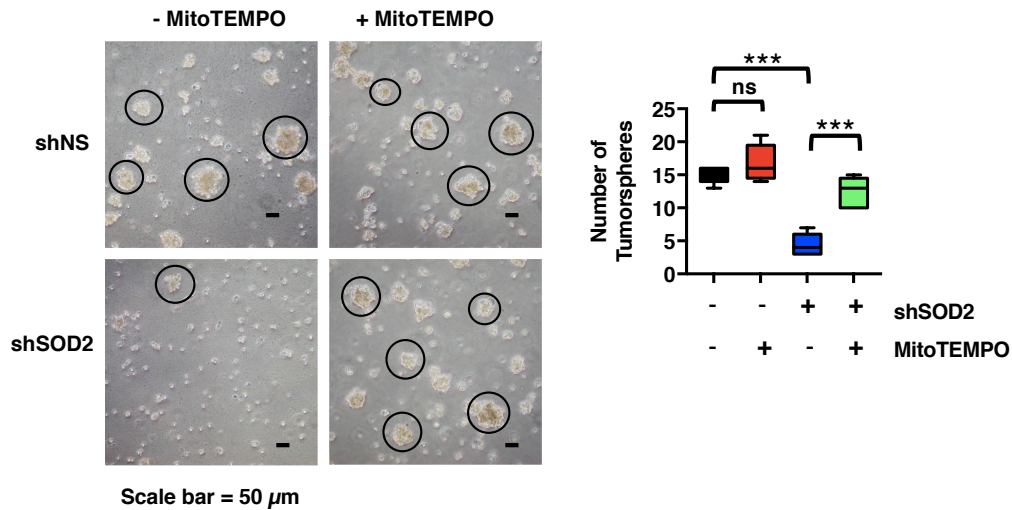 - MitoTEMPO
+ MitoTEMPO
shNS
shSOD2
Scale bar = 50 µm
***
ns
***
Number of
Tumorspheres
25
20
15
10
5
0
- - + + shSOD2
- + - + MitoTEMPO